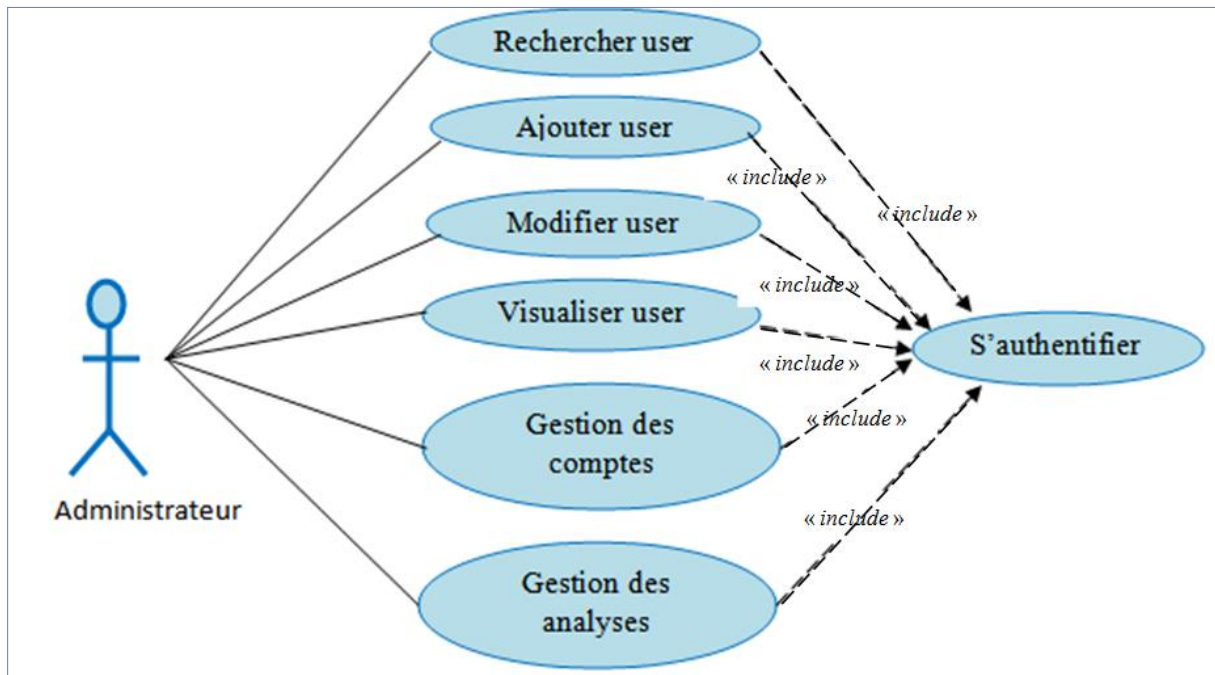 Rechercher user
Ajouter user
« include »
« include »
Modifier user
« include »
Visualiser user
S’authentifier
« include »
Gestion des
comptes
« include »
Administrateur
« include »
Gestion des
analyses